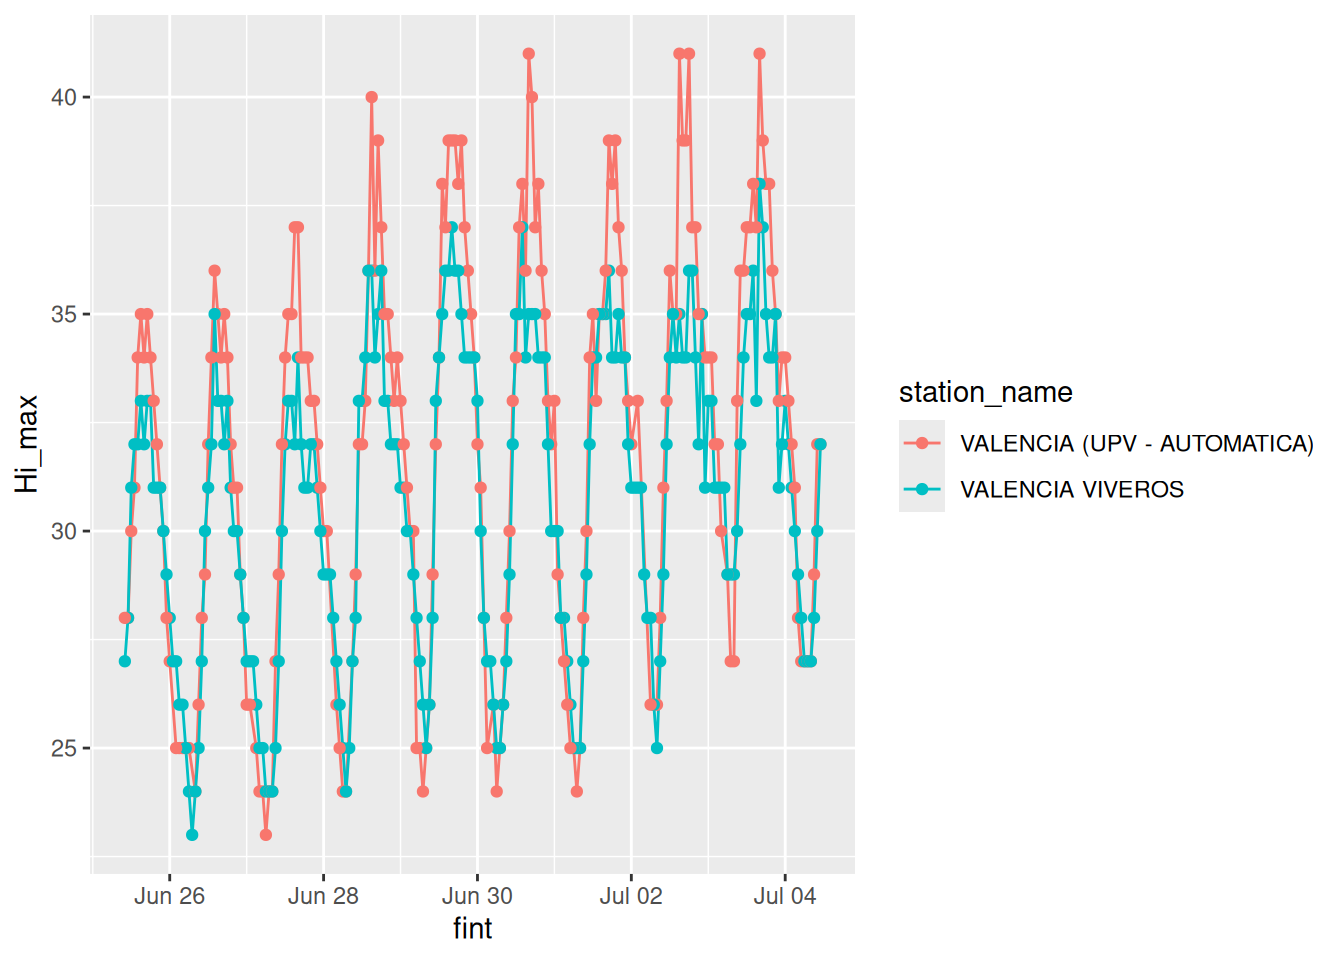 40
35
30
25
Hi_max
Jun 26 Jun 28 Jun 30 Jul 02 Jul 04
fint
station_name
VALENCIA (UPV - AUTOMATICA)
VALENCIA VIVEROS